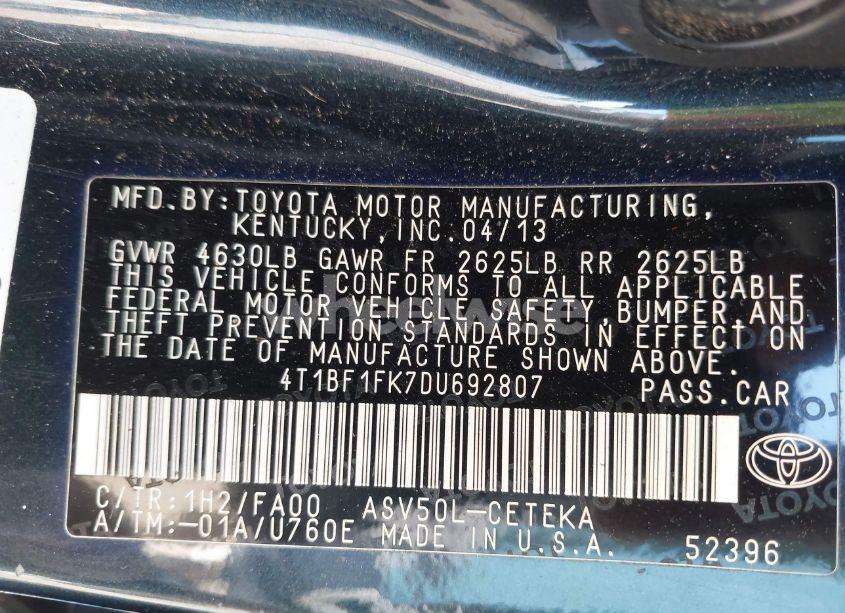 MFD.BY:TOYOTA MOTOR MANUFACTURING,
KENTUCKY,INC.04/13
GVWR 4630LB GAWR FR 2625LB RR 2625LB
THIS VEHICLE CONFORMS TO ALL APPLICABLE
FEDERAL MOTOR VEHICLE SAFETY,BUMPER,AND
THEFT PREVENTION STANDARDS IN EFFECT ON
THE DATE OF MANUFACTURE SHOWN ABOVE.
4T1BF1FK7DU692807 PASS.CAR
C/TR:1H2/FA00 ASV50L-CETEKA
A/TM:-01A/U760E MADE IN U.S.A. 52396